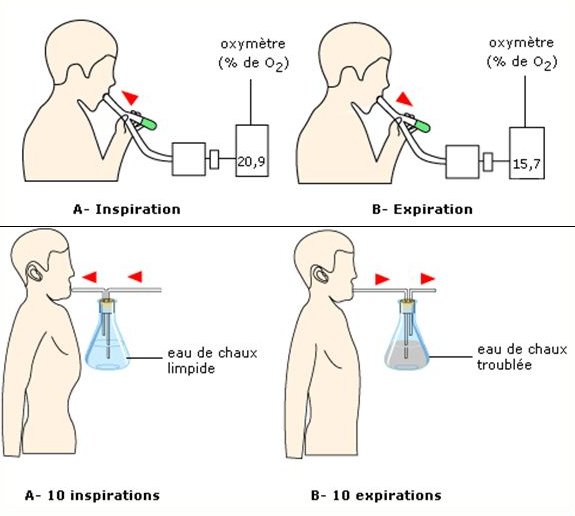 oxymètre
(% de O2)
20,9
A- Inspiration
oxymètre
(% de O2)
15,7
B- Expiration
eau de chaux
limpide
A- 10 inspirations
eau de chaux
troublée
B- 10 expirations